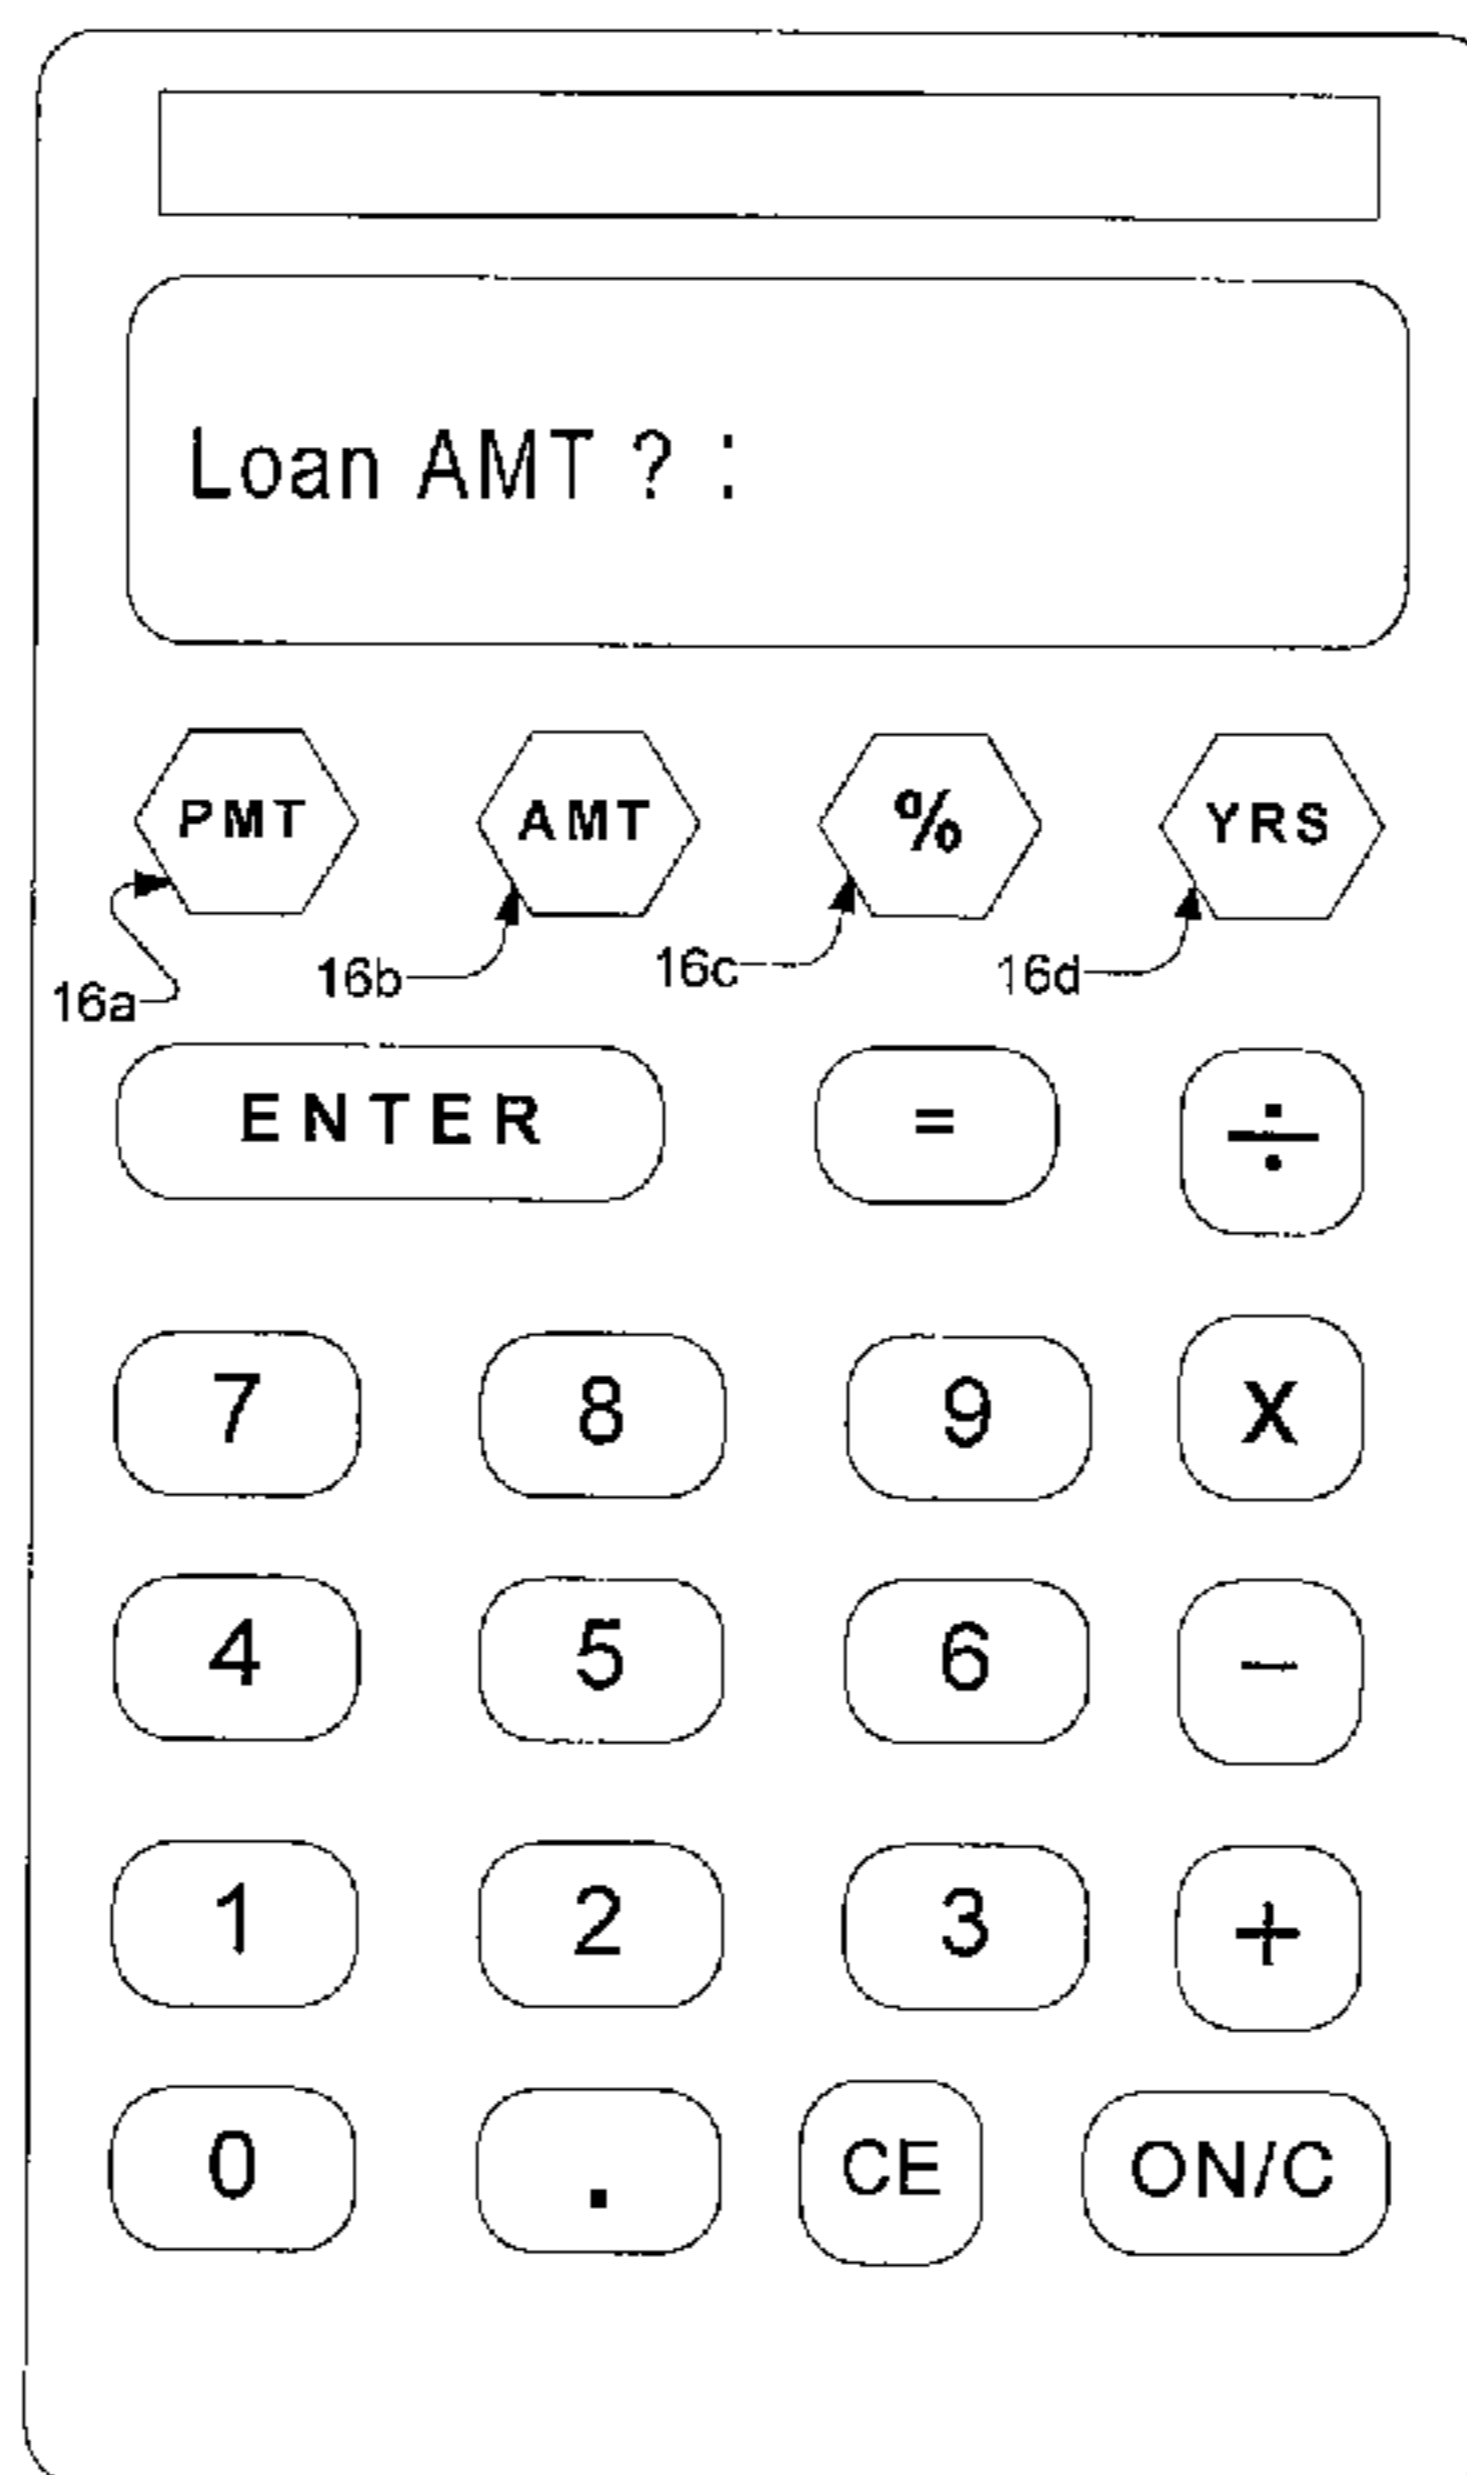 Loan AMT ? :
PMT AMT % YRS
16a 16b 16c 16d
ENTER = ÷
7 8 9 X
4 5 6 −
1 2 3 +
0 . CE ON/C